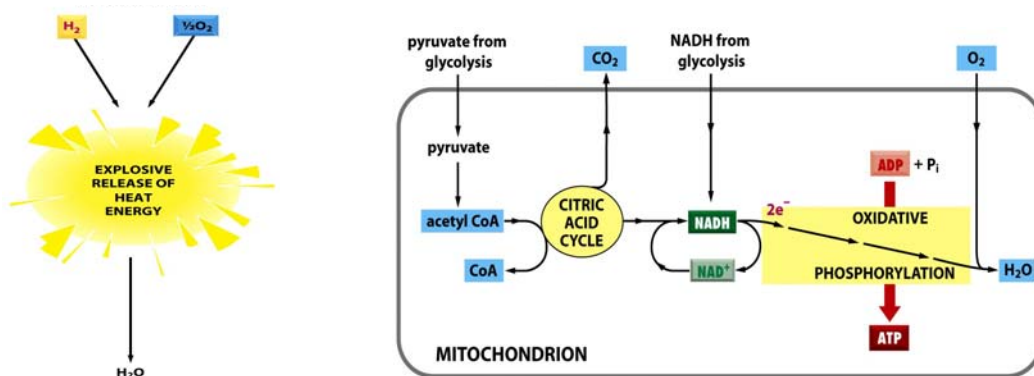 H₂
½O₂
EXPLOSIVE
RELEASE OF
HEAT
ENERGY
H₂O
pyruvate from
glycolysis
CO₂
NADH from
glycolysis
O₂
pyruvate
ADP + Pᵢ
acetyl CoA
CITRIC
ACID
CYCLE
NADH
2e⁻
OXIDATIVE
CoA
NAD⁺
PHOSPHORYLATION
H₂O
ATP
MITOCHONDRION